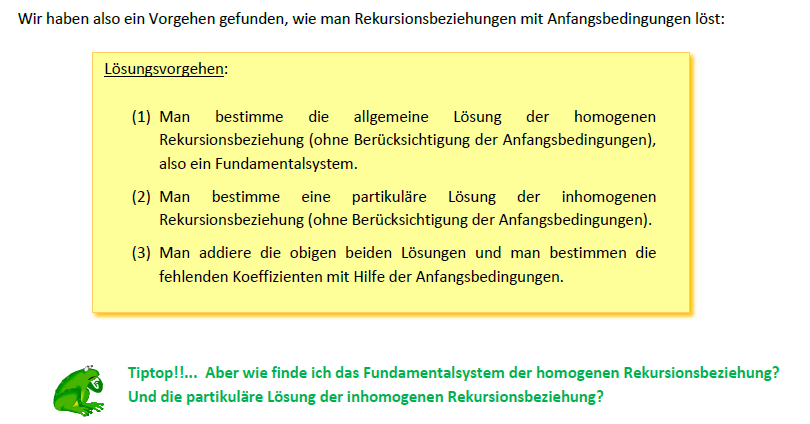 Wir haben also ein Vorgehen gefunden, wie man Rekursionsbeziehungen mit Anfangsbedingungen löst:
Lösungsvorgehen:
(1) Man bestimme die allgemeine Lösung der homogenen
Rekursionsbeziehung (ohne Berücksichtigung der Anfangsbedingungen),
also ein Fundamentalsystem.
(2) Man bestimme eine partikuläre Lösung der inhomogenen
Rekursionsbeziehung (ohne Berücksichtigung der Anfangsbedingungen).
(3) Man addiere die obigen beiden Lösungen und man bestimmen die
fehlenden Koeffizienten mit Hilfe der Anfangsbedingungen.
Tiptop!!... Aber wie finde ich das Fundamentalsystem der homogenen Rekursionsbeziehung?
Und die partikuläre Lösung der inhomogenen Rekursionsbeziehung?